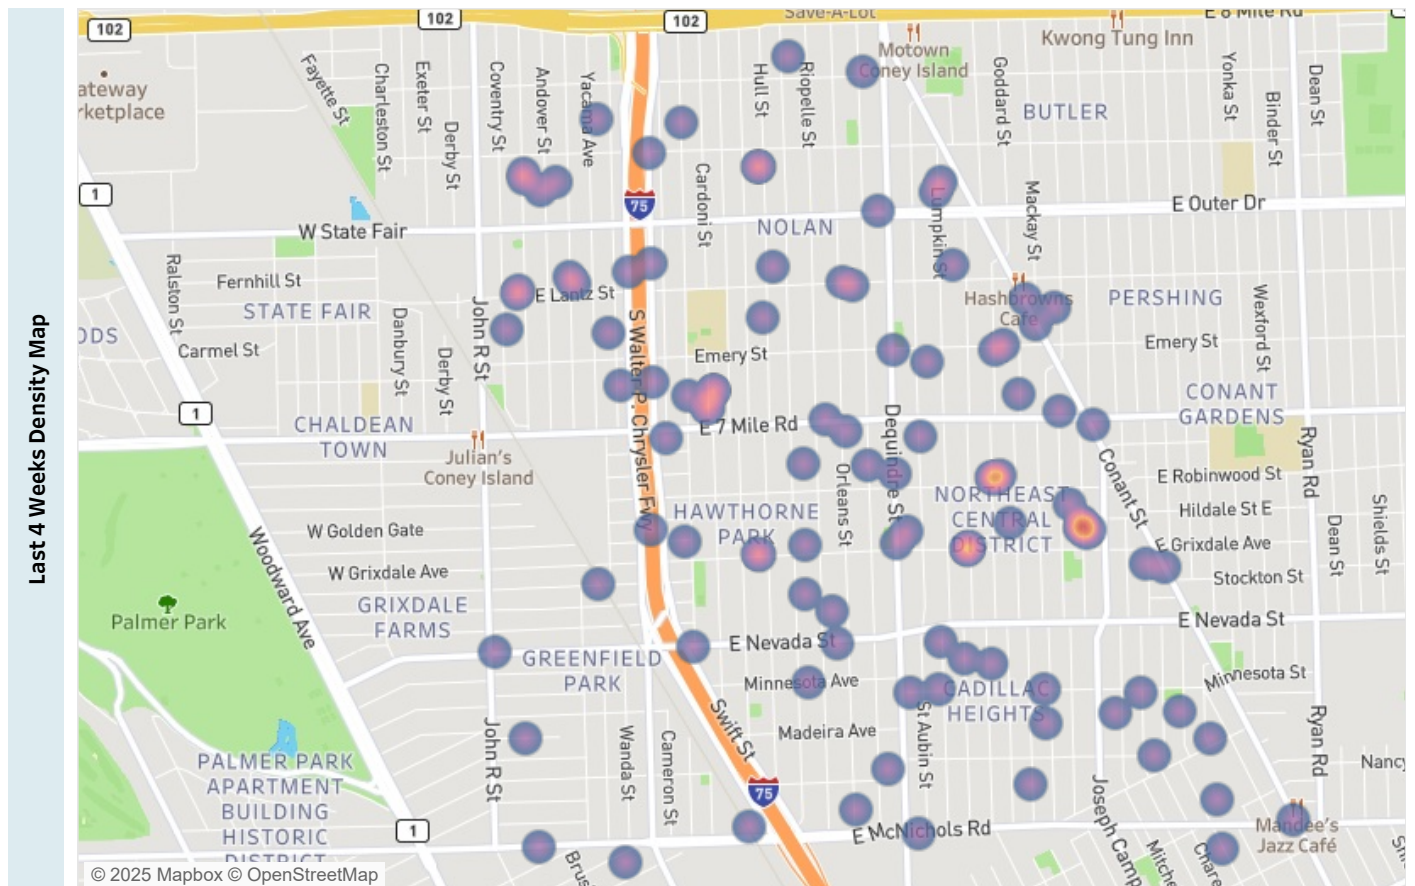 Last 4 Weeks Density Map
102
102
102
Save-A-Lot
E 8 Mile Rd
Kwong Tung Inn
Motown
Coney Island
ateway
rketplace
Fayette St
Charleston St
Exeter St
Derby St
Coventry St
Andover St
Yacama Ave
Hull St
Riopelle St
Goddard St
BUTLER
Yonka St
Binder St
Dean St
1
75
Cardoni St
Lumpkin St
Mackay St
E Outer Dr
W State Fair
NOLAN
Ralston St
Fernhill St
STATE FAIR
E Lantz St
Hashbrowns
Cafe
PERSHING
Wexford St
ODS
Carmel St
Danbury St
Derby St
John R St
S Walter P. Chrysler Fwy
Emery St
Emery St
CONANT
GARDENS
1
CHALDEAN
TOWN
E 7 Mile Rd
Dequindre St
Julian's
Coney Island
Orleans St
Conant St
Ryan Rd
E Robinwood St
NORTHEAST
CENTRAL
DISTRICT
Hildale St E
HAWTHORNE
PARK
W Golden Gate
E Grixdale Ave
Dean St
Shields St
Woodward Ave
W Grixdale Ave
Stockton St
GRIXDALE
FARMS
Palmer Park
E Nevada St
E Nevada St
GREENFIELD
PARK
Minnesota Ave
Minnesota St
CADILLAC
HEIGHTS
Swift St
Madeira Ave
St Aubin St
John R St
Wanda St
Cameron St
Ryan Rd
PALMER PARK
APARTMENT
BUILDING
HISTORIC
DISTRICT
Nancy
75
1
E McNichols Rd
Joseph Camp
Mandee's
Jazz Café
Mitche
Chare
Brus
© 2025 Mapbox © OpenStreetMap